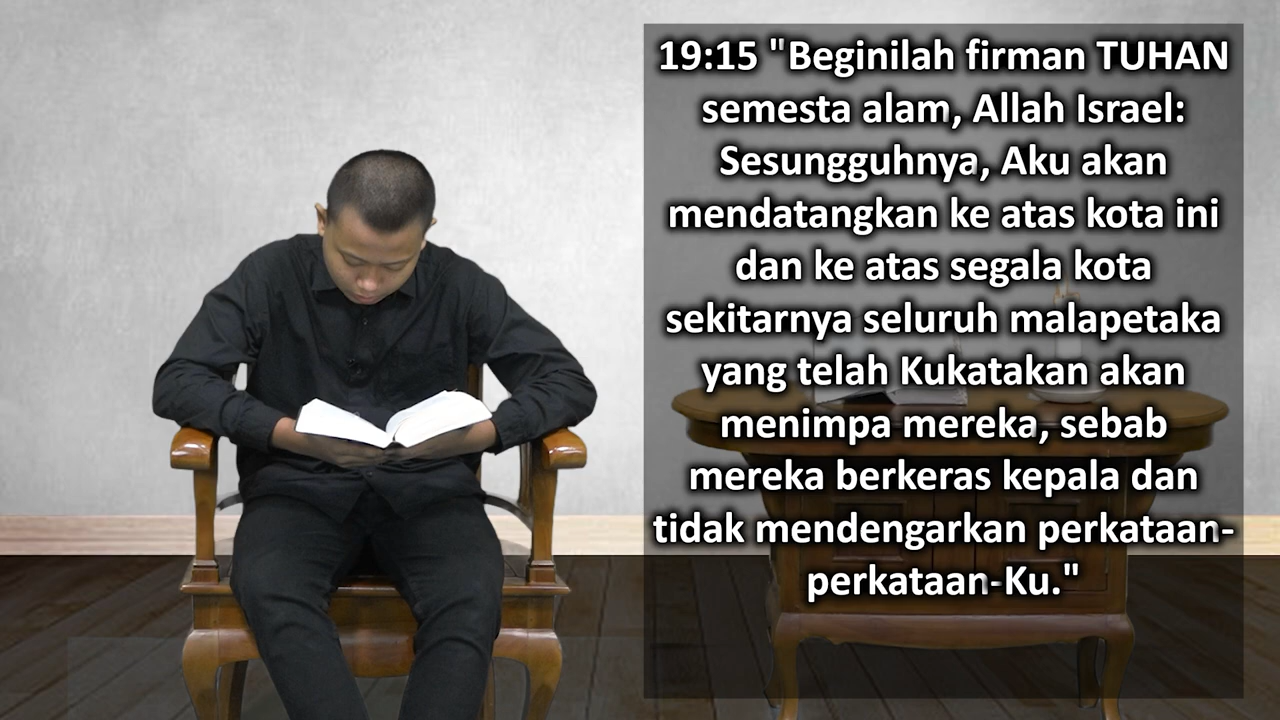 19:15 "Beginilah firman TUHAN
semesta alam, Allah Israel:
Sesungguhnya, Aku akan
mendatangkan ke atas kota ini
dan ke atas segala kota
sekitarnya seluruh malapetaka
yang telah Kukatakan akan
menimpa mereka, sebab
mereka berkeras kepala dan
tidak mendengarkan perkataan-
perkataan-Ku."